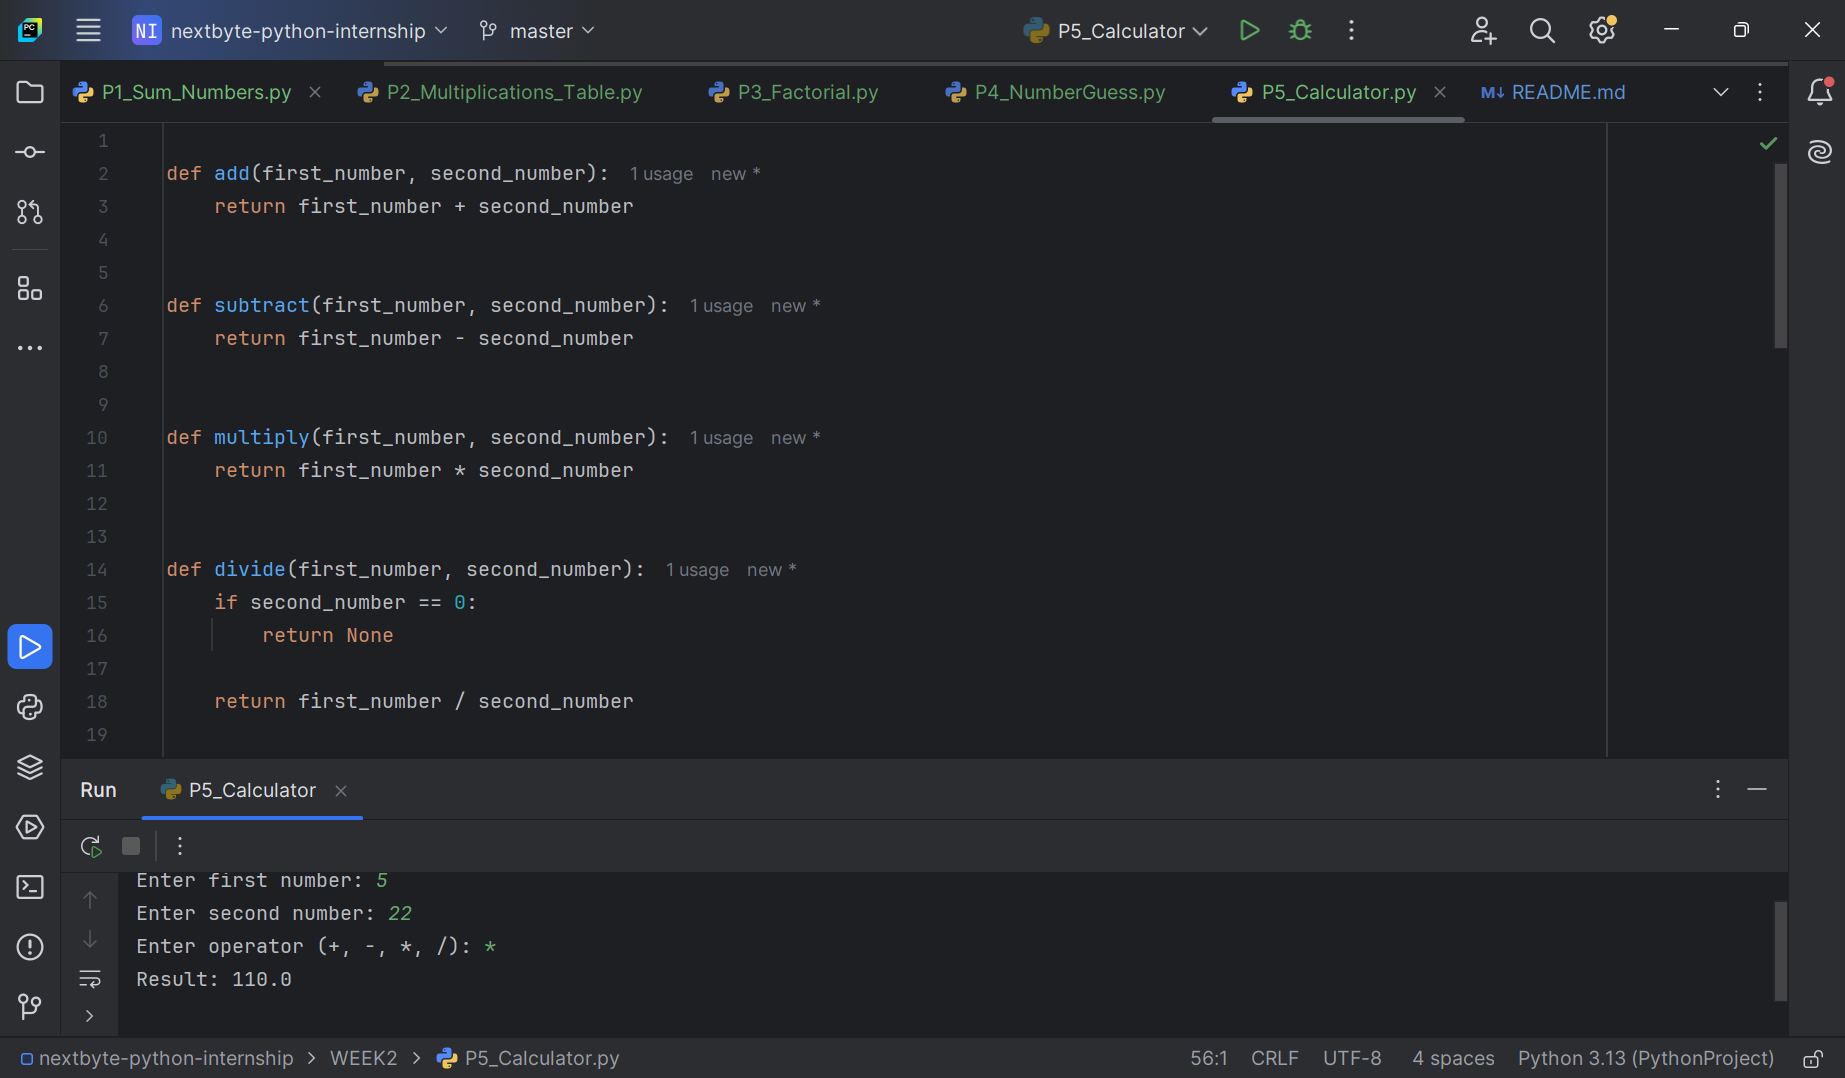 NI nextbyte-python-internship master P5_Calculator
P1_Sum_Numbers.py P2_Multiplications_Table.py P3_Factorial.py P4_NumberGuess.py P5_Calculator.py M↓ README.md
1
2 def add(first_number, second_number): 1 usage new *
3 return first_number + second_number
4
5
6 def subtract(first_number, second_number): 1 usage new *
7 return first_number - second_number
8
9
10 def multiply(first_number, second_number): 1 usage new *
11 return first_number * second_number
12
13
14 def divide(first_number, second_number): 1 usage new *
15 if second_number == 0:
16 return None
17
18 return first_number / second_number
19
Run P5_Calculator
Enter first number: 5
Enter second number: 22
Enter operator (+, -, *, /): *
Result: 110.0
nextbyte-python-internship > WEEK2 > P5_Calculator.py 56:1 CRLF UTF-8 4 spaces Python 3.13 (PythonProject)